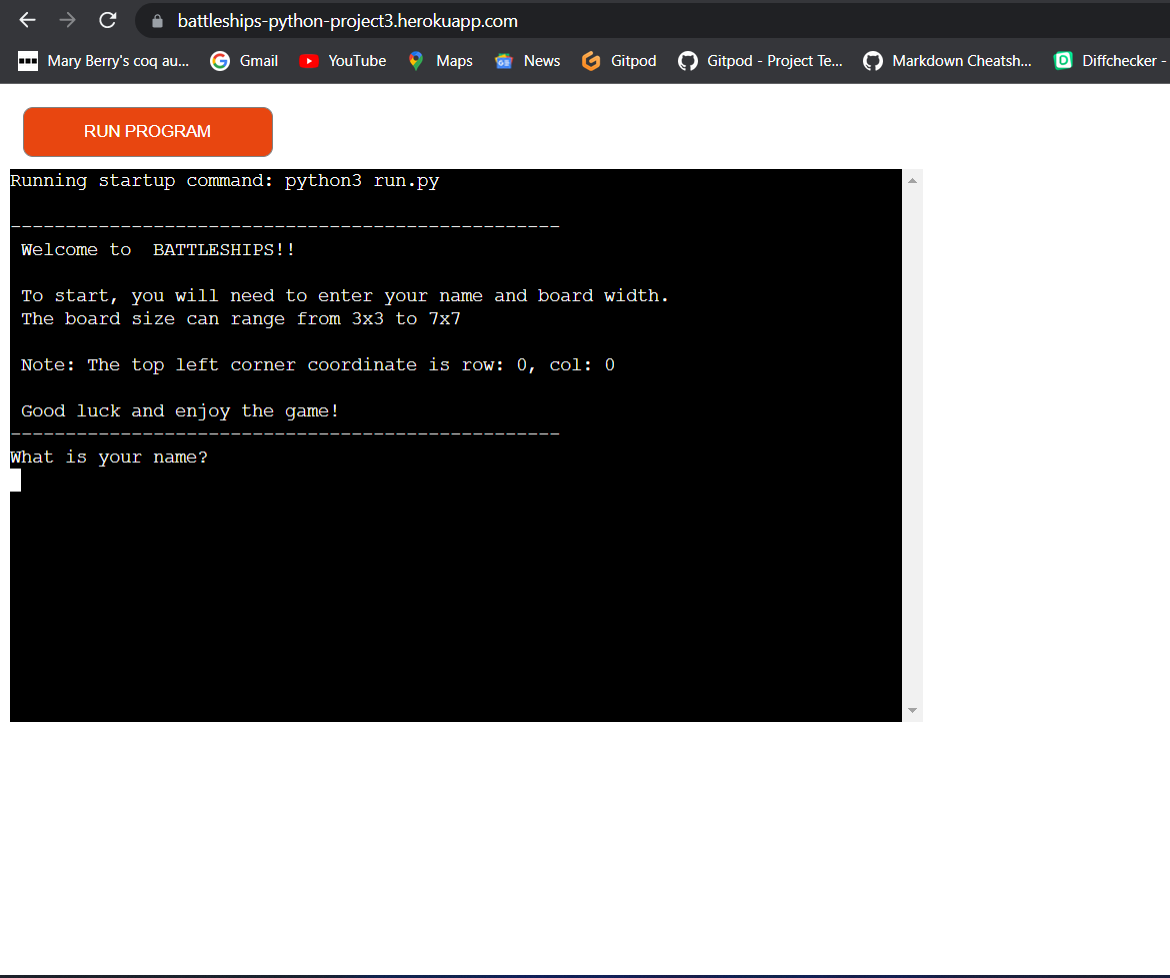 battleships-python-project3.herokuapp.com
Mary Berry's coq au... Gmail YouTube Maps News Gitpod Gitpod - Project Te... Markdown Cheatsh... Diffchecker -
RUN PROGRAM
Running startup command: python3 run.py
--------------------------------------------------
Welcome to  BATTLESHIPS!!
To start, you will need to enter your name and board width.
The board size can range from 3x3 to 7x7
Note: The top left corner coordinate is row: 0, col: 0
Good luck and enjoy the game!
--------------------------------------------------
What is your name?